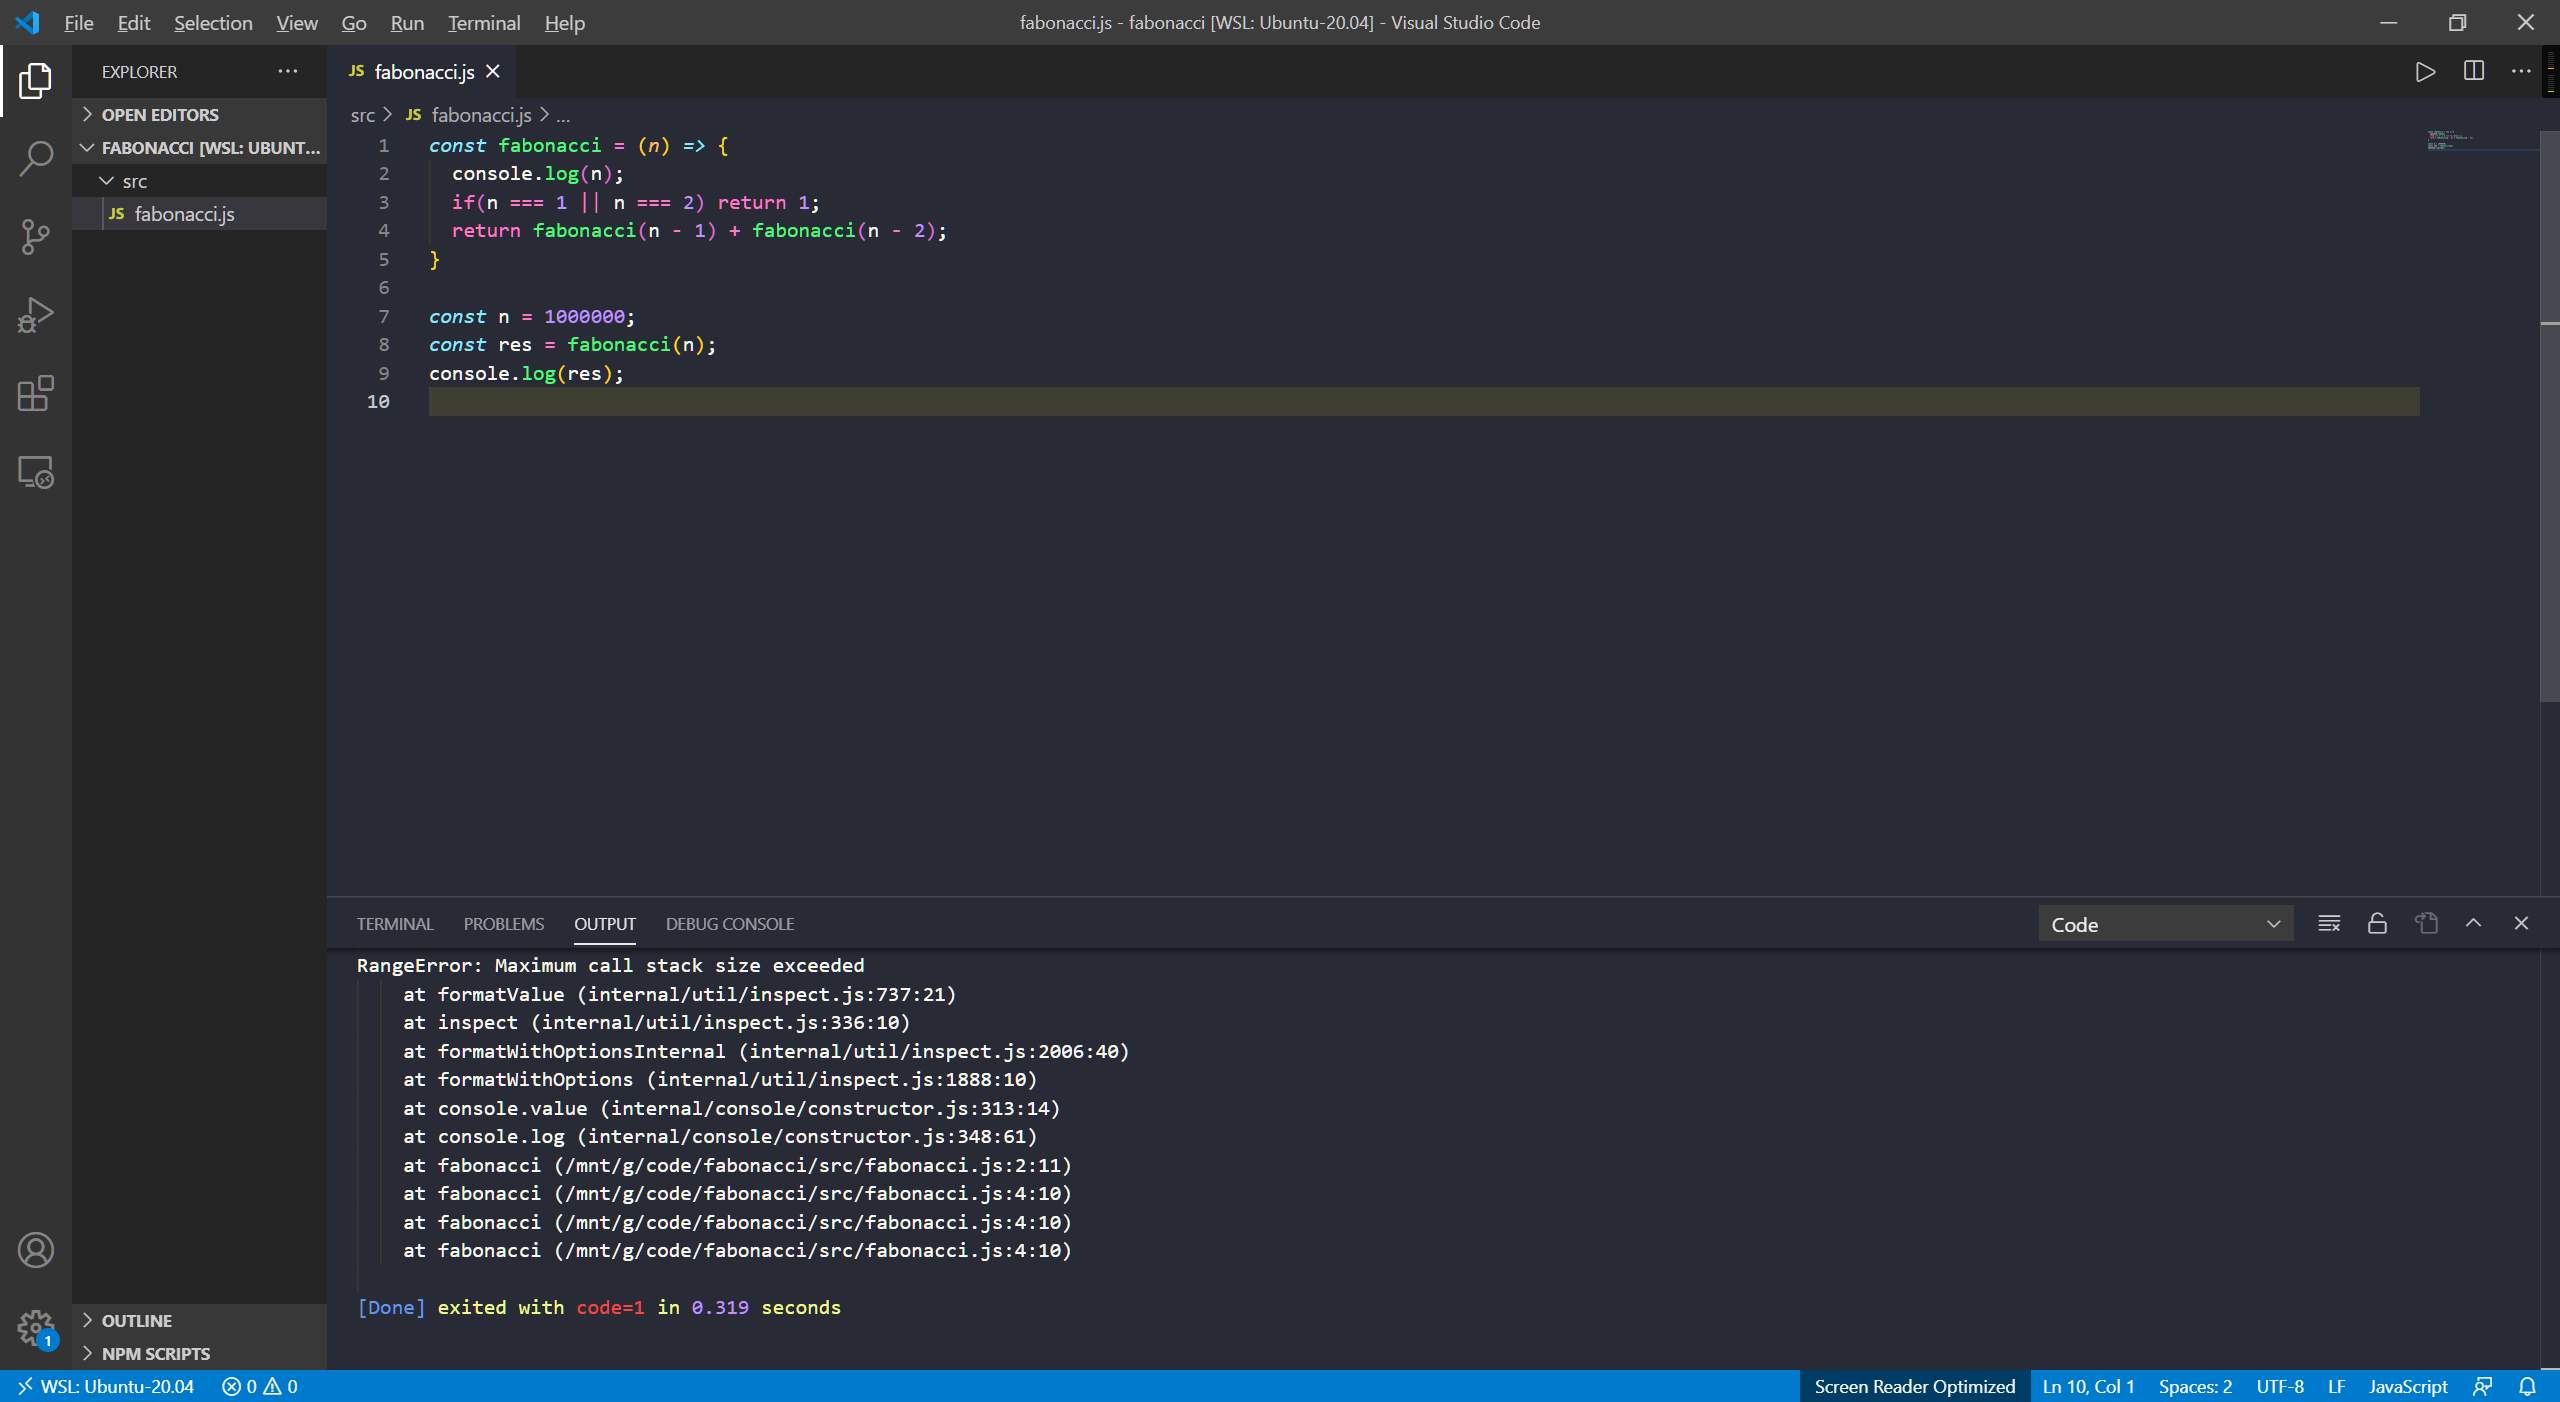 File Edit Selection View Go Run Terminal Help
fabonacci.js - fabonacci [WSL: Ubuntu-20.04] - Visual Studio Code
EXPLORER
OPEN EDITORS
FABONACCI [WSL: UBUNT...
src
JS fabonacci.js
OUTLINE
NPM SCRIPTS
1
JS fabonacci.js
src > JS fabonacci.js > ...
1 const fabonacci = (n) => {
2 console.log(n);
3 if(n === 1 || n === 2) return 1;
4 return fabonacci(n - 1) + fabonacci(n - 2);
5 }
6
7 const n = 1000000;
8 const res = fabonacci(n);
9 console.log(res);
10
TERMINAL PROBLEMS OUTPUT DEBUG CONSOLE
Code
RangeError: Maximum call stack size exceeded
at formatValue (internal/util/inspect.js:737:21)
at inspect (internal/util/inspect.js:336:10)
at formatWithOptionsInternal (internal/util/inspect.js:2006:40)
at formatWithOptions (internal/util/inspect.js:1888:10)
at console.value (internal/console/constructor.js:313:14)
at console.log (internal/console/constructor.js:348:61)
at fabonacci (/mnt/g/code/fabonacci/src/fabonacci.js:2:11)
at fabonacci (/mnt/g/code/fabonacci/src/fabonacci.js:4:10)
at fabonacci (/mnt/g/code/fabonacci/src/fabonacci.js:4:10)
at fabonacci (/mnt/g/code/fabonacci/src/fabonacci.js:4:10)
[Done] exited with code=1 in 0.319 seconds
WSL: Ubuntu-20.04 0 0 Screen Reader Optimized Ln 10, Col 1 Spaces: 2 UTF-8 LF JavaScript